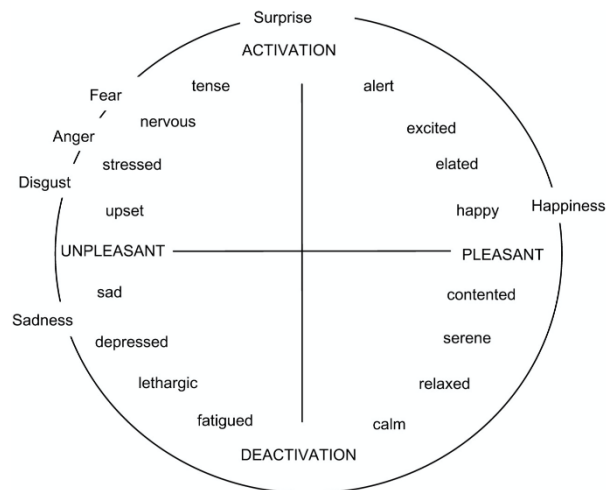 Surprise
ACTIVATION
tense
alert
Fear
nervous
excited
Anger
stressed
elated
Disgust
upset
happy
Happiness
UNPLEASANT
PLEASANT
sad
contented
Sadness
depressed
serene
lethargic
relaxed
fatigued
calm
DEACTIVATION